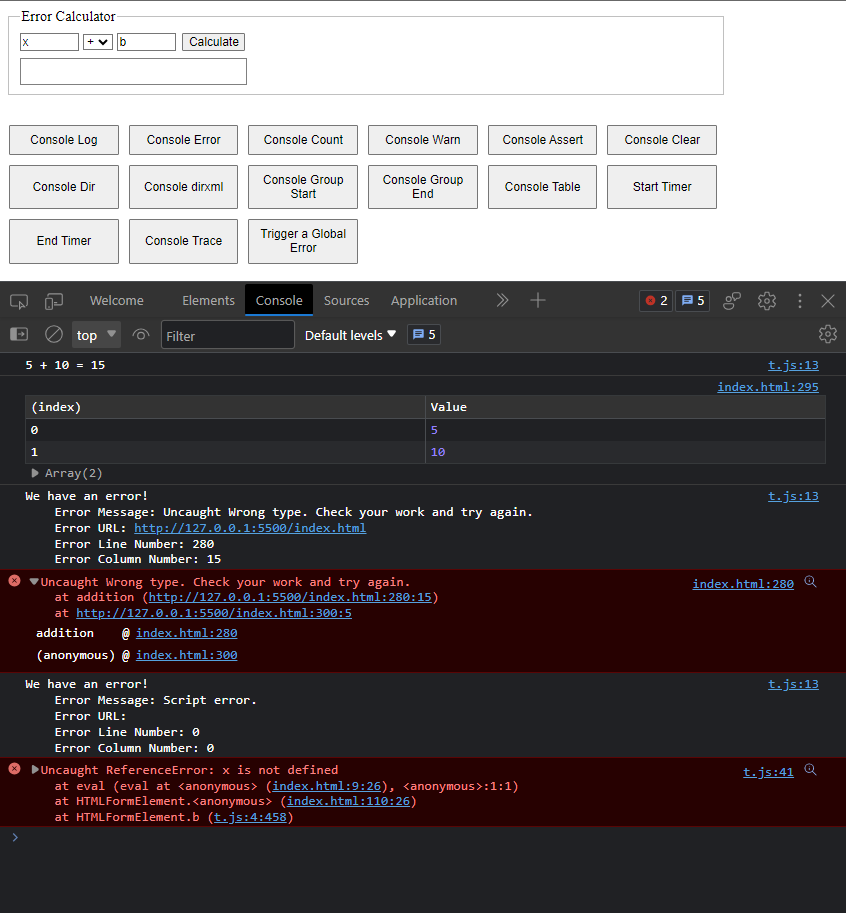 Error Calculator
x + b Calculate
Console Log Console Error Console Count Console Warn Console Assert Console Clear
Console Dir Console dirxml Console Group Start Console Group End Console Table Start Timer
End Timer Console Trace Trigger a Global Error
Welcome Elements Console Sources Application 2 5
top Filter Default levels 5
5 + 10 = 15 t.js:13
index.html:295
(index) Value
0 5
1 10
Array(2)
We have an error! t.js:13
Error Message: Uncaught Wrong type. Check your work and try again.
Error URL: http://127.0.0.1:5500/index.html
Error Line Number: 280
Error Column Number: 15
Uncaught Wrong type. Check your work and try again. index.html:280
at addition (http://127.0.0.1:5500/index.html:280:15)
at http://127.0.0.1:5500/index.html:300:5
addition @ index.html:280
(anonymous) @ index.html:300
We have an error! t.js:13
Error Message: Script error.
Error URL:
Error Line Number: 0
Error Column Number: 0
Uncaught ReferenceError: x is not defined t.js:41
at eval (eval at <anonymous> (index.html:9:26), <anonymous>:1:1)
at HTMLFormElement.<anonymous> (index.html:110:26)
at HTMLFormElement.b (t.js:4:458)